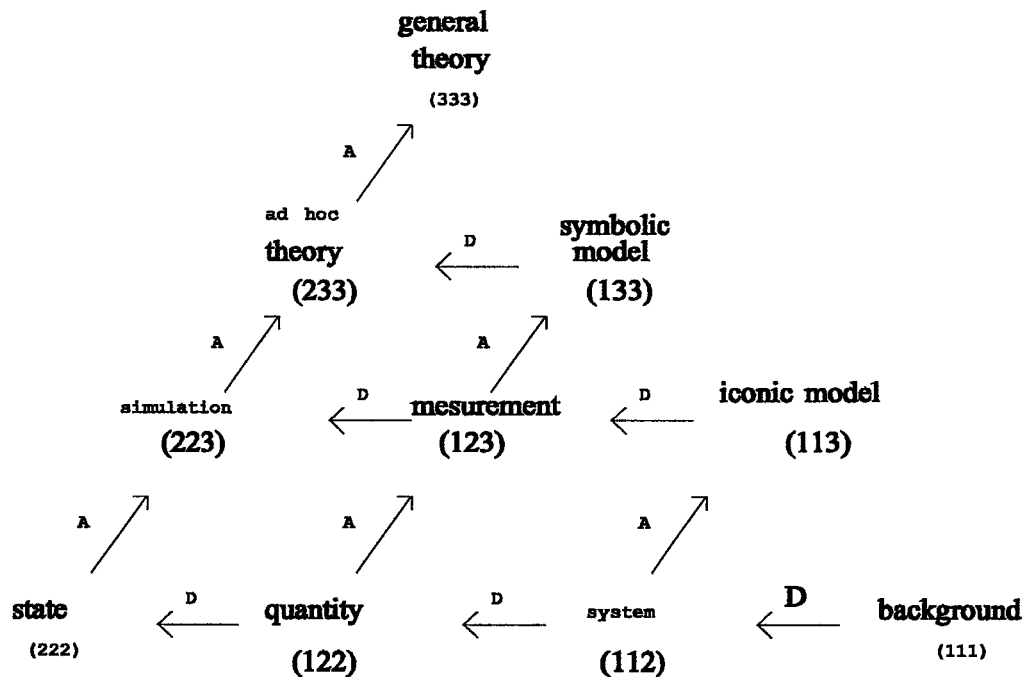 general
theory
(333)
A
ad hoc
theory
(233)
D
symbolic
model
(133)
A
A
simulation
(223)
D
mesurement
(123)
D
iconic model
(113)
A
A
A
state
(222)
D
quantity
(122)
D
system
(112)
D
background
(111)